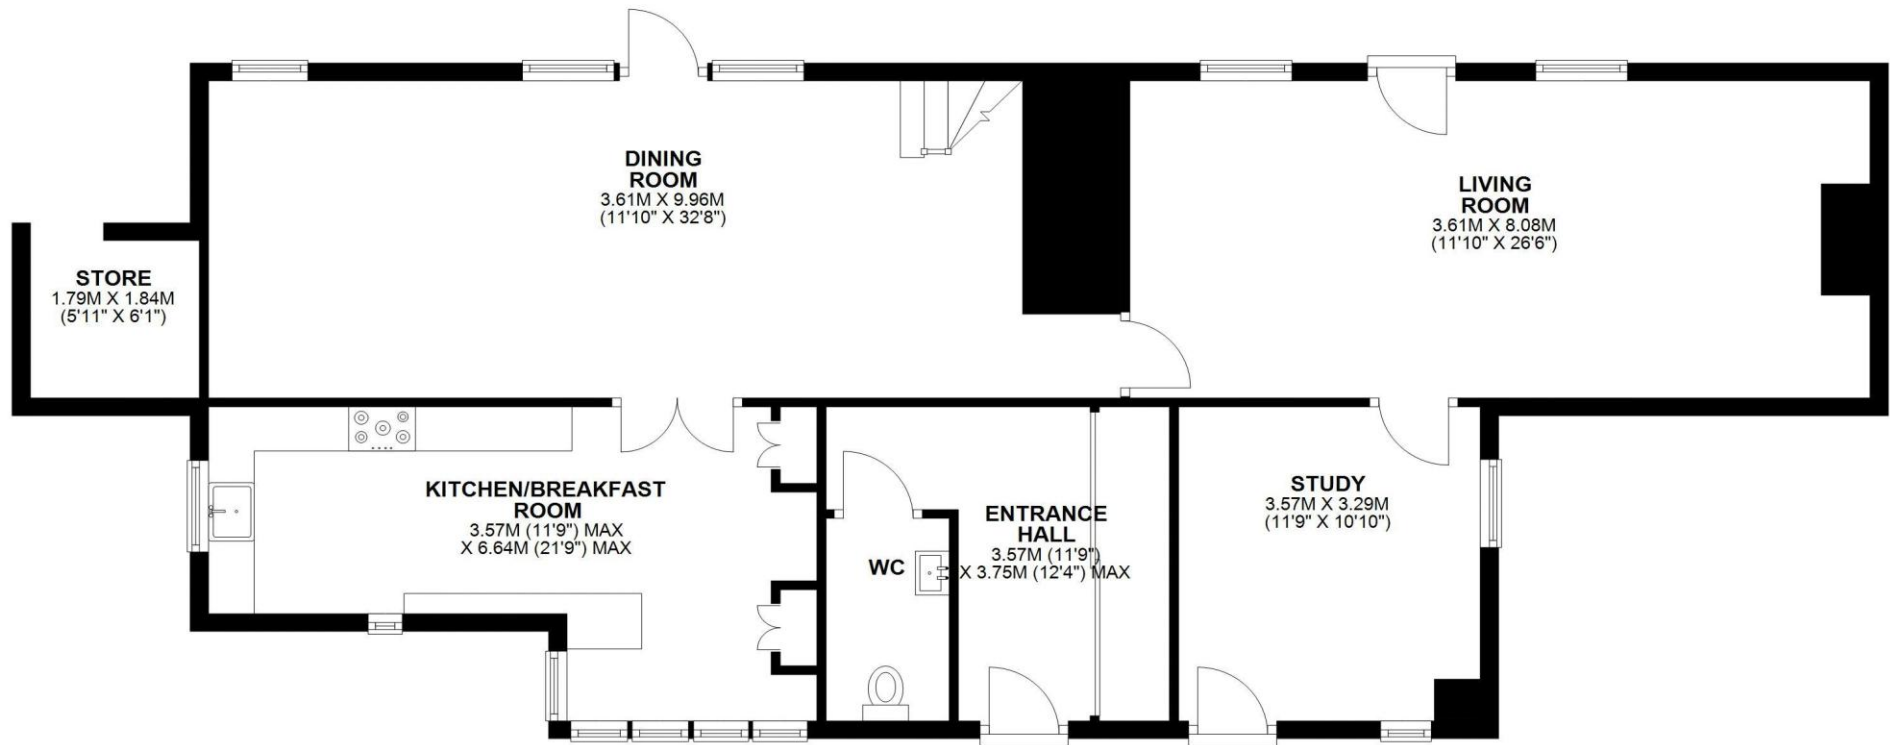 DINING
ROOM
3.61M X 9.96M
(11'10" X 32'8")
LIVING
ROOM
3.61M X 8.08M
(11'10" X 26'6")
STORE
1.79M X 1.84M
(5'11" X 6'1")
KITCHEN/BREAKFAST
ROOM
3.57M (11'9") MAX
X 6.64M (21'9") MAX
WC
ENTRANCE
HALL
3.57M (11'9")
X 3.75M (12'4") MAX
STUDY
3.57M X 3.29M
(11'9" X 10'10")